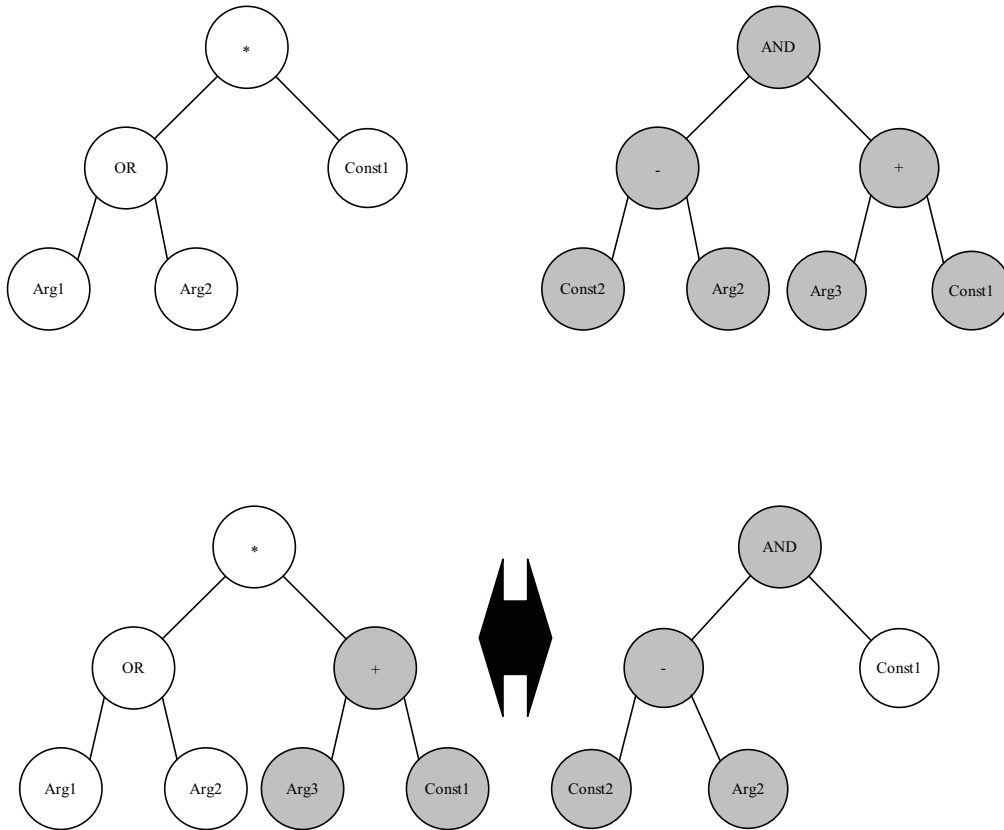 *
AND
OR
Const1
-
+
Arg1
Arg2
Const2
Arg2
Arg3
Const1
*
AND
OR
+
-
Const1
Arg1
Arg2
Arg3
Const1
Const2
Arg2